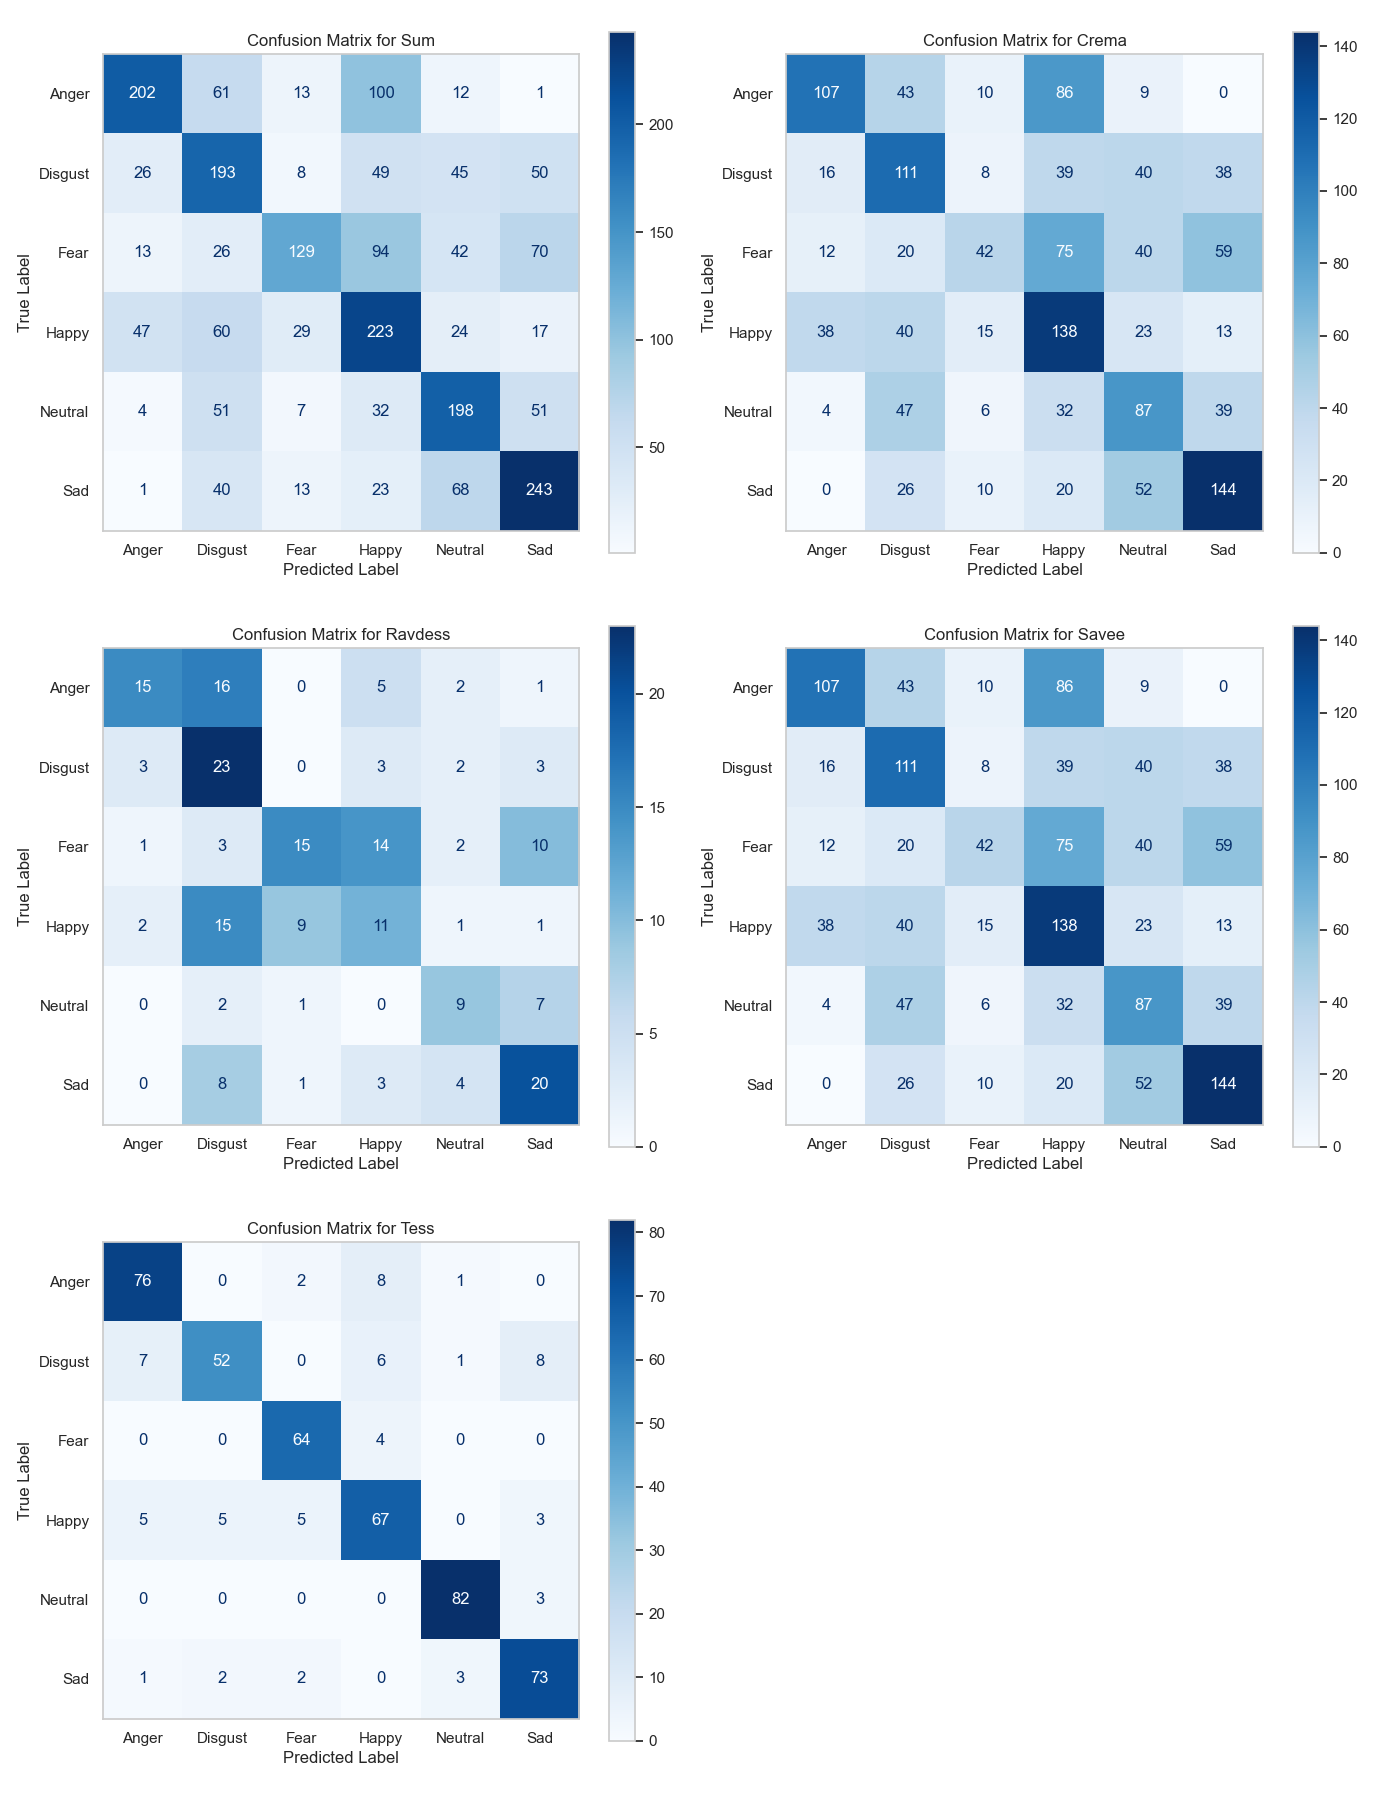 Confusion Matrix for Sum
Anger 202 61 13 100 12 1
Disgust 26 193 8 49 45 50
Fear 13 26 129 94 42 70
Happy 47 60 29 223 24 17
Neutral 4 51 7 32 198 51
Sad 1 40 13 23 68 243
Anger Disgust Fear Happy Neutral Sad
Predicted Label
True Label
200
150
100
50
Confusion Matrix for Crema
Anger 107 43 10 86 9 0
Disgust 16 111 8 39 40 38
Fear 12 20 42 75 40 59
Happy 38 40 15 138 23 13
Neutral 4 47 6 32 87 39
Sad 0 26 10 20 52 144
Anger Disgust Fear Happy Neutral Sad
Predicted Label
True Label
140
120
100
80
60
40
20
0
Confusion Matrix for Ravdess
Anger 15 16 0 5 2 1
Disgust 3 23 0 3 2 3
Fear 1 3 15 14 2 10
Happy 2 15 9 11 1 1
Neutral 0 2 1 0 9 7
Sad 0 8 1 3 4 20
Anger Disgust Fear Happy Neutral Sad
Predicted Label
True Label
20
15
10
5
0
Confusion Matrix for Savee
Anger 107 43 10 86 9 0
Disgust 16 111 8 39 40 38
Fear 12 20 42 75 40 59
Happy 38 40 15 138 23 13
Neutral 4 47 6 32 87 39
Sad 0 26 10 20 52 144
Anger Disgust Fear Happy Neutral Sad
Predicted Label
True Label
140
120
100
80
60
40
20
0
Confusion Matrix for Tess
Anger 76 0 2 8 1 0
Disgust 7 52 0 6 1 8
Fear 0 0 64 4 0 0
Happy 5 5 5 67 0 3
Neutral 0 0 0 0 82 3
Sad 1 2 2 0 3 73
Anger Disgust Fear Happy Neutral Sad
Predicted Label
True Label
80
70
60
50
40
30
20
10
0